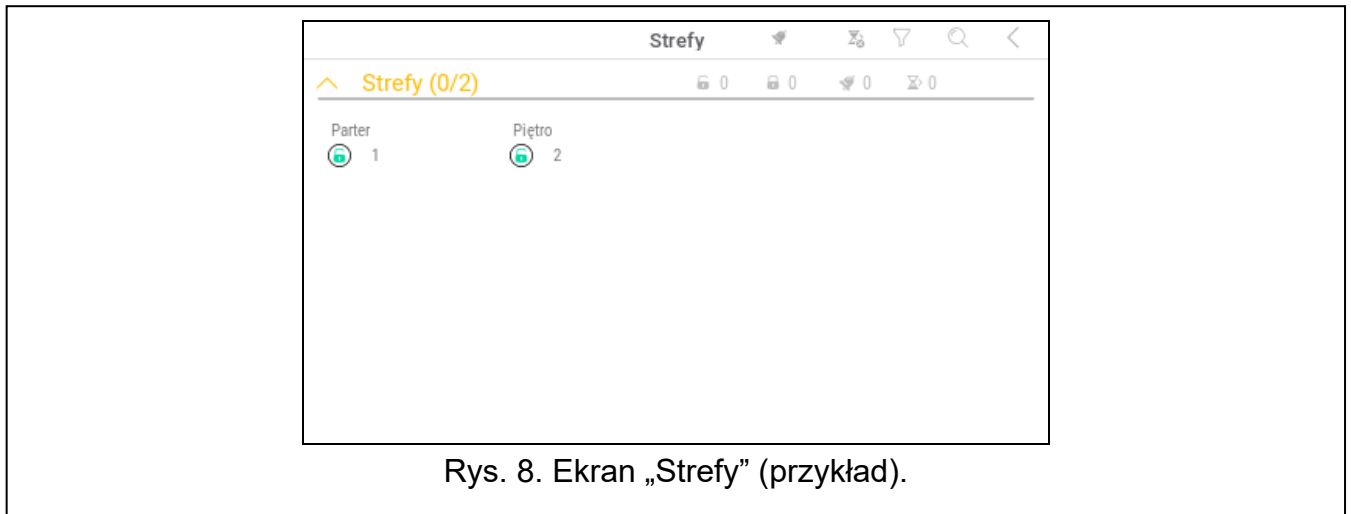 Strefy
Strefy (0/2) 0 0 0 0
Parter Piętro
1 2
Rys. 8. Ekran „Strefy” (przykład).